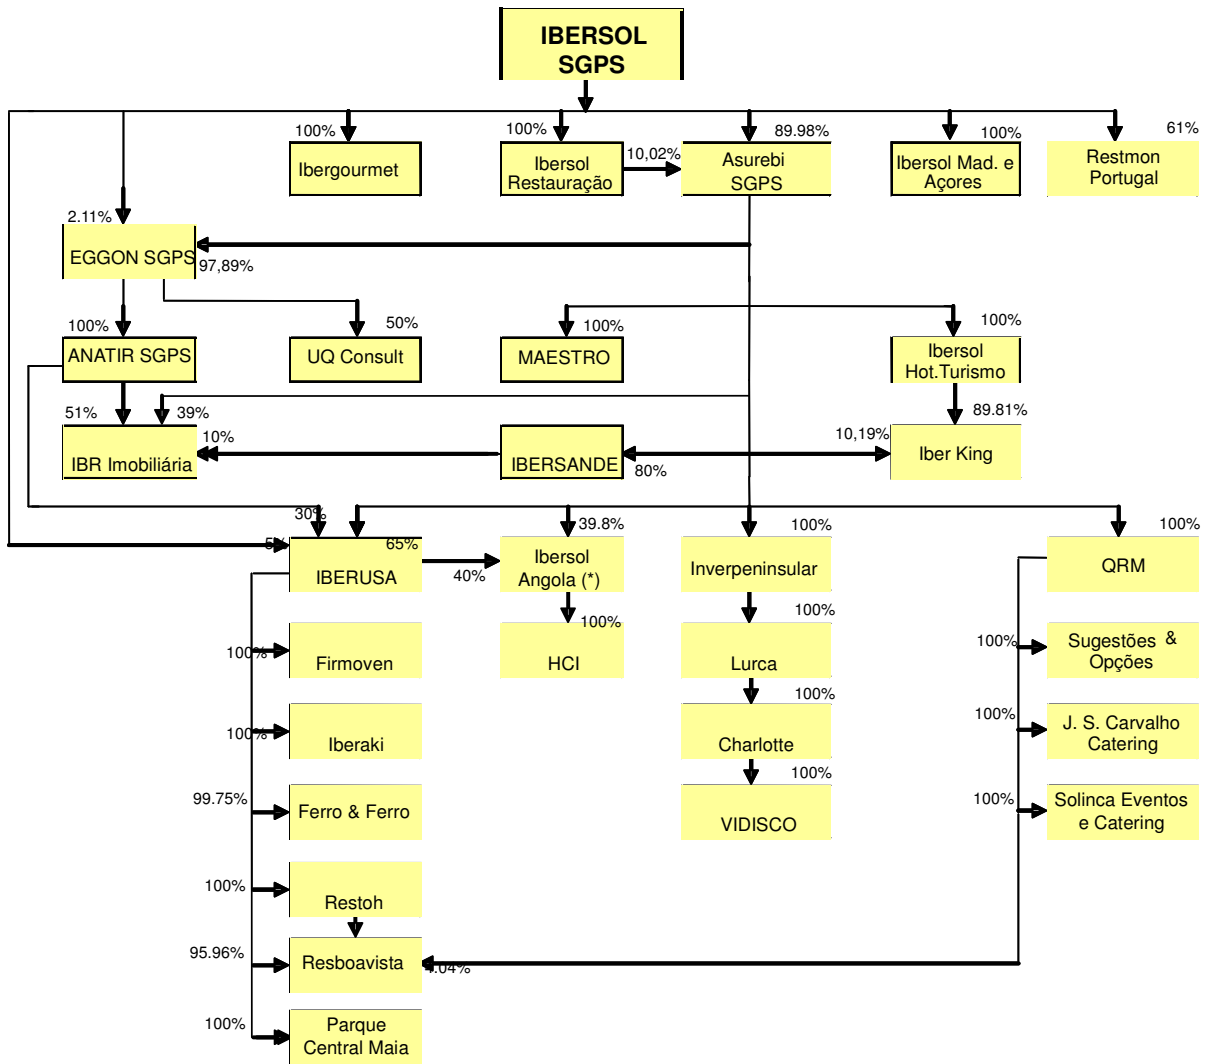 IBERSOL
SGPS
100%
100%
89.98%
100%
61%
Ibergourmet
Ibersol
Restauração
10,02%
Asurebi
SGPS
Ibersol Mad. e
Açores
Restmon
Portugal
2.11%
EGGON SGPS
97,89%
100%
50%
100%
100%
ANATIR SGPS
UQ Consult
MAESTRO
Ibersol
Hot.Turismo
51%
39%
89.81%
10%
10,19%
IBR Imobiliária
IBERSANDE
80%
Iber King
30%
39.8%
100%
100%
5%
65%
IBERUSA
40%
Ibersol
Angola (*)
Inverpeninsular
QRM
100%
100%
100%
Firmoven
HCI
Lurca
100%
Sugestões &
Opções
100%
100%
100%
Iberaki
Charlotte
J. S. Carvalho
Catering
99.75%
100%
100%
Ferro & Ferro
VIDISCO
Solinca Eventos
e Catering
100%
Restoh
95.96%
Resboavista
4.04%
100%
Parque
Central Maia